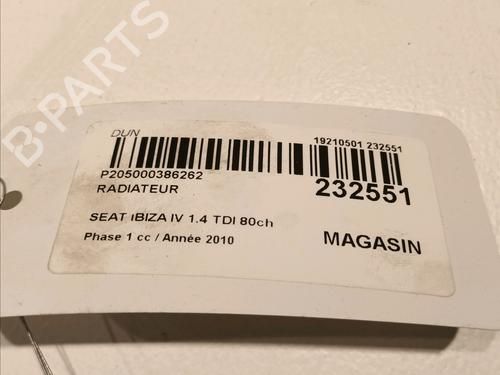 B-PARTS
DUN
19210501 232551
P205000386262
232551
RADIATEUR
SEAT IBIZA IV 1.4 TDI 80ch
Phase 1 cc / Année 2010
MAGASIN